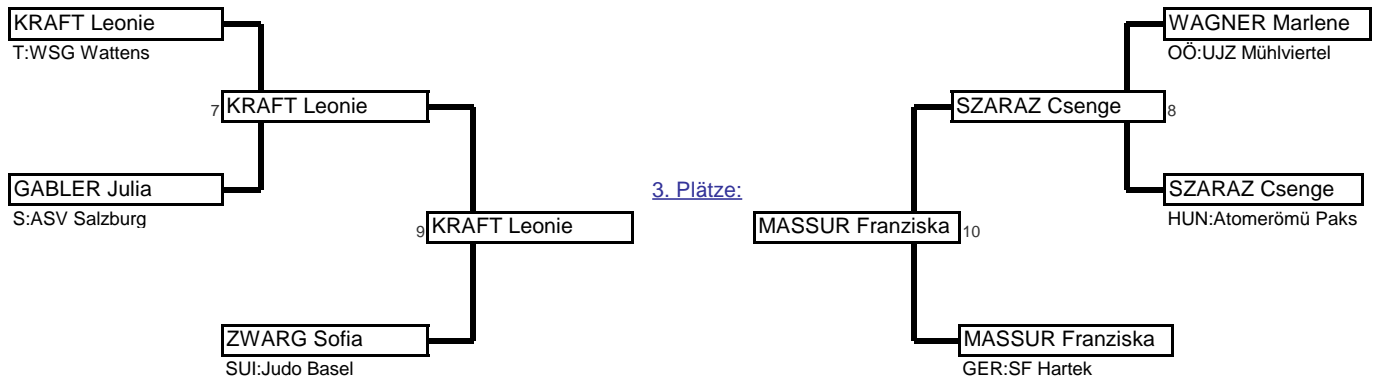 KRAFT Leonie
WAGNER Marlene
T:WSG Wattens
OÖ:UJZ Mühlviertel
7 KRAFT Leonie
SZARAZ Csenge 8
GABLER Julia
3. Plätze:
SZARAZ Csenge
S:ASV Salzburg
HUN:Atomerömü Paks
9 KRAFT Leonie
MASSUR Franziska 10
ZWARG Sofia
MASSUR Franziska
SUI:Judo Basel
GER:SF Hartek